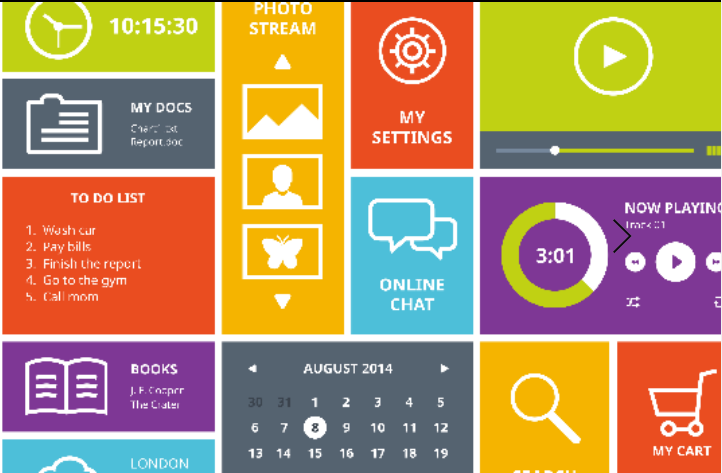 10:15:30
MY DOCS
Chart1.txt
Report.doc
TO DO LIST
1. Wash car
2. Pay bills
3. Finish the report
4. Go to the gym
5. Call mom
PHOTO
STREAM
MY
SETTINGS
ONLINE
CHAT
NOW PLAYING
Track 01
3:01
BOOKS
J. F. Cooper
The Crater
LONDON
AUGUST 2014
30 31 1 2 3 4 5
6 7 8 9 10 11 12
13 14 15 16 17 18 19
SEARCH
MY CART